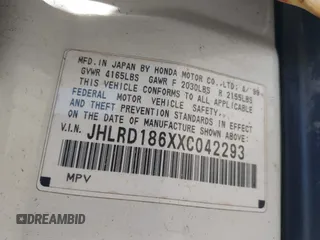 MFD. IN JAPAN BY HONDA MOTOR CO.,LTD; 8/ 99
GVWR 4165LBS GAWR F 2030LBS R 2195LBS
THIS VEHICLE CONFORMS TO ALL APPLICABLE
FEDERAL MOTOR VEHICLE SAFETY
AND THEFT PREVENTION STANDARDS IN EFFECT
ON THE DATE OF MANUFACTURE SHOWN ABOVE:
V.I.N. JHLRD186XXC042293
MPV
DREAMBID